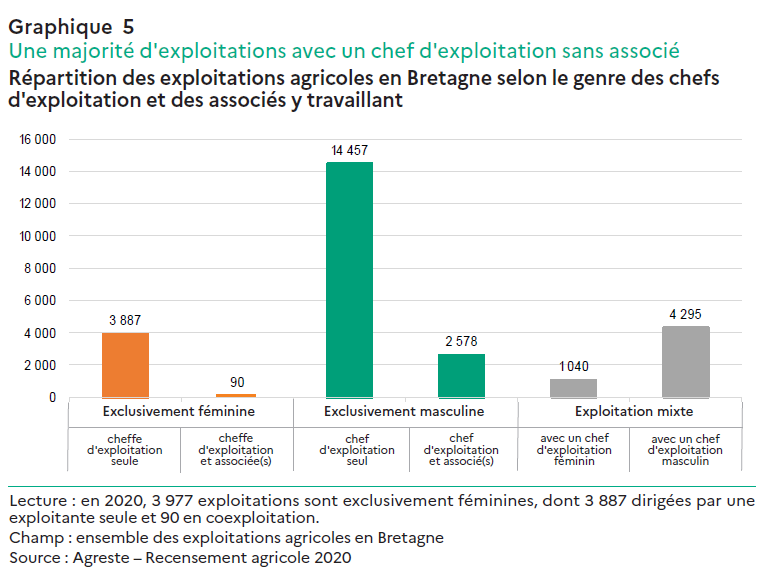 Graphique 5
Une majorité d'exploitations avec un chef d'exploitation sans associé
Répartition des exploitations agricoles en Bretagne selon le genre des chefs
d'exploitation et des associés y travaillant
16 000
14 000
12 000
10 000
8 000
6 000
4 000
2 000
0
3 887
90
14 457
2 578
1 040
4 295
Exclusivement féminine
Exclusivement masculine
Exploitation mixte
cheffe
d'exploitation
seule
cheffe
d'exploitation
et associée(s)
chef
d'exploitation
seul
chef
d'exploitation
et associé(s)
avec un chef
d'exploitation
féminin
avec un chef
d'exploitation
masculin
Lecture : en 2020, 3 977 exploitations sont exclusivement féminines, dont 3 887 dirigées par une
exploitante seule et 90 en coexploitation.
Champ : ensemble des exploitations agricoles en Bretagne
Source : Agreste – Recensement agricole 2020